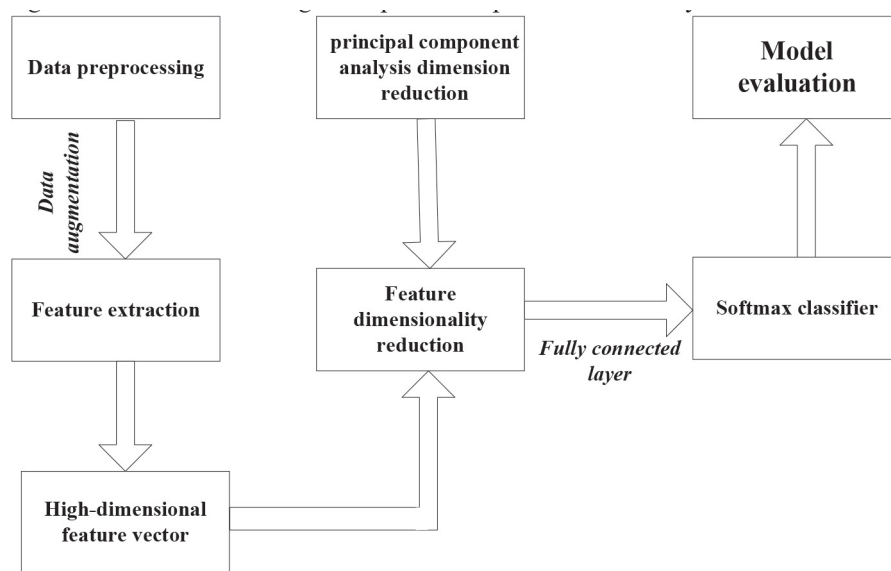 Data preprocessing
principal component
analysis dimension
reduction
Model
evaluation
Data
augmentation
Feature extraction
Feature
dimensionality
reduction
Fully connected
layer
Softmax classifier
High-dimensional
feature vector